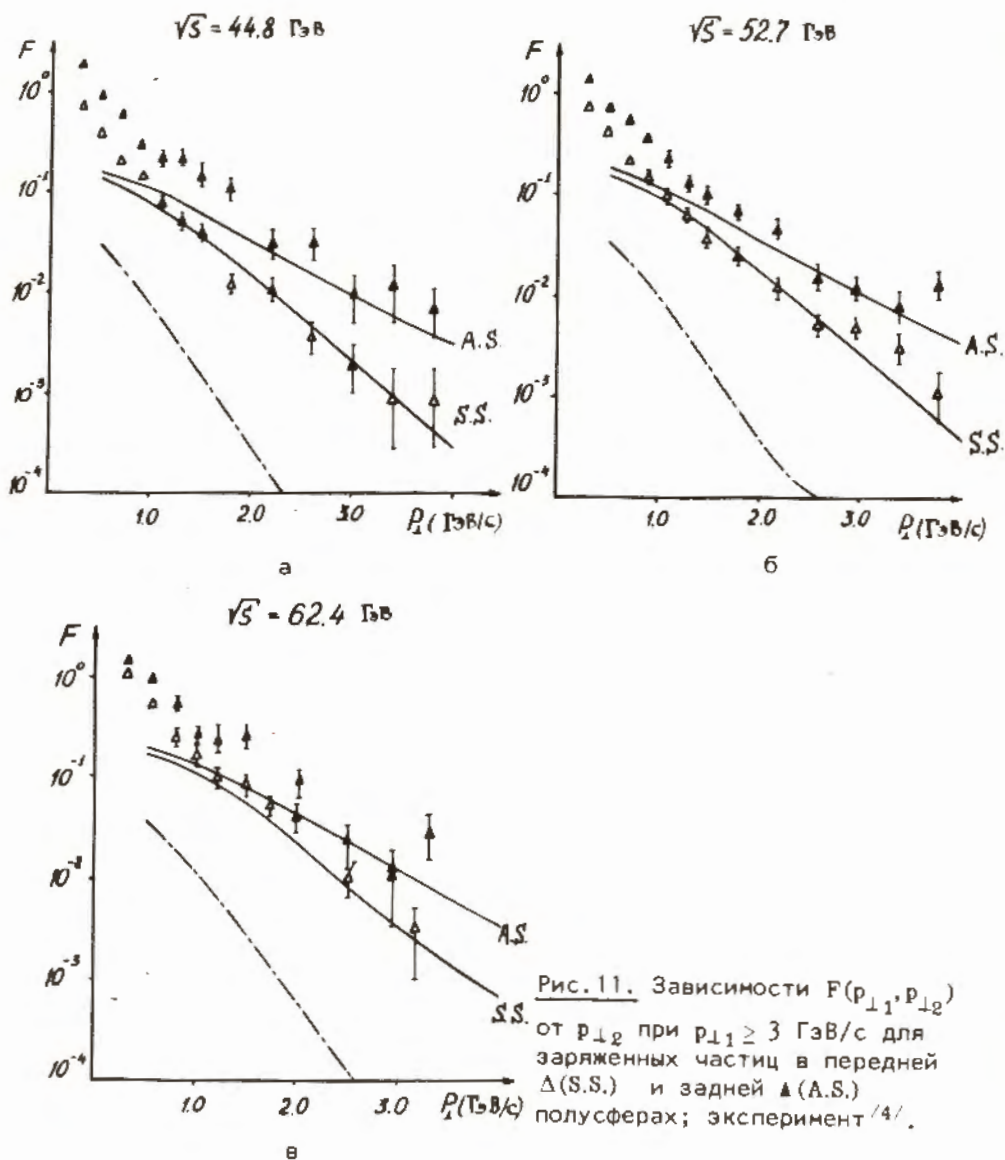 √S = 44.8 ГэВ
F
10⁰
10⁻¹
10⁻²
10⁻³
10⁻⁴
A.S.
S.S.
1.0 2.0 3.0 P⊥(ГэВ/с)
а
√S = 52.7 ГэВ
F
10⁰
10⁻¹
10⁻²
10⁻³
10⁻⁴
A.S.
S.S.
1.0 2.0 3.0 P⊥(ГэВ/с)
б
√S = 62.4 ГэВ
F
10⁰
10⁻¹
10⁻²
10⁻³
10⁻⁴
A.S.
S.S.
1.0 2.0 3.0 P⊥(ГэВ/с)
в
Рис.11. Зависимости F(p⊥1,p⊥2)
от p⊥2 при p⊥1 ≥ 3 ГэВ/с для
заряженных частиц в передней
Δ(S.S.) и задней ▲(A.S.)
полусферах; эксперимент/4/.